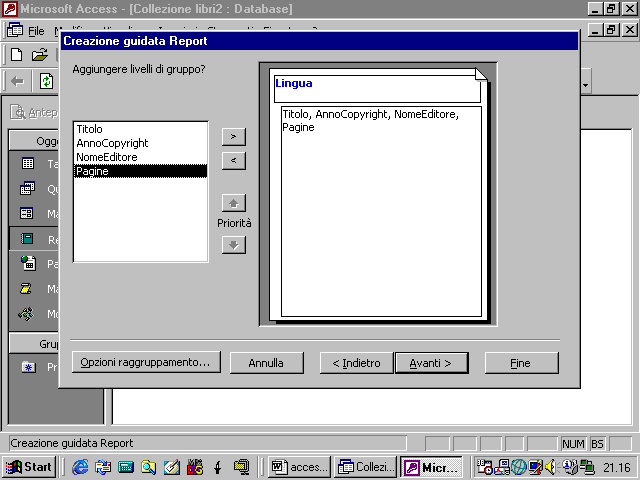 Microsoft Access - [Collezione libri2 : Database]
File
Creazione guidata Report
Aggiungere livelli di gruppo?
Titolo
AnnoCopyright
NomeEditore
Pagine
>
<
Priorità
Lingua
Titolo, AnnoCopyright, NomeEditore,
Pagine
Antep
Ogge
Ta
Qu
Ma
Re
Pa
Ma
Mo
Grup
Pr
Opzioni raggruppamento...
Annulla
< Indietro
Avanti >
Fine
Creazione guidata Report
NUM BS
Start
acces...
Collezi...
Micr...
21.16